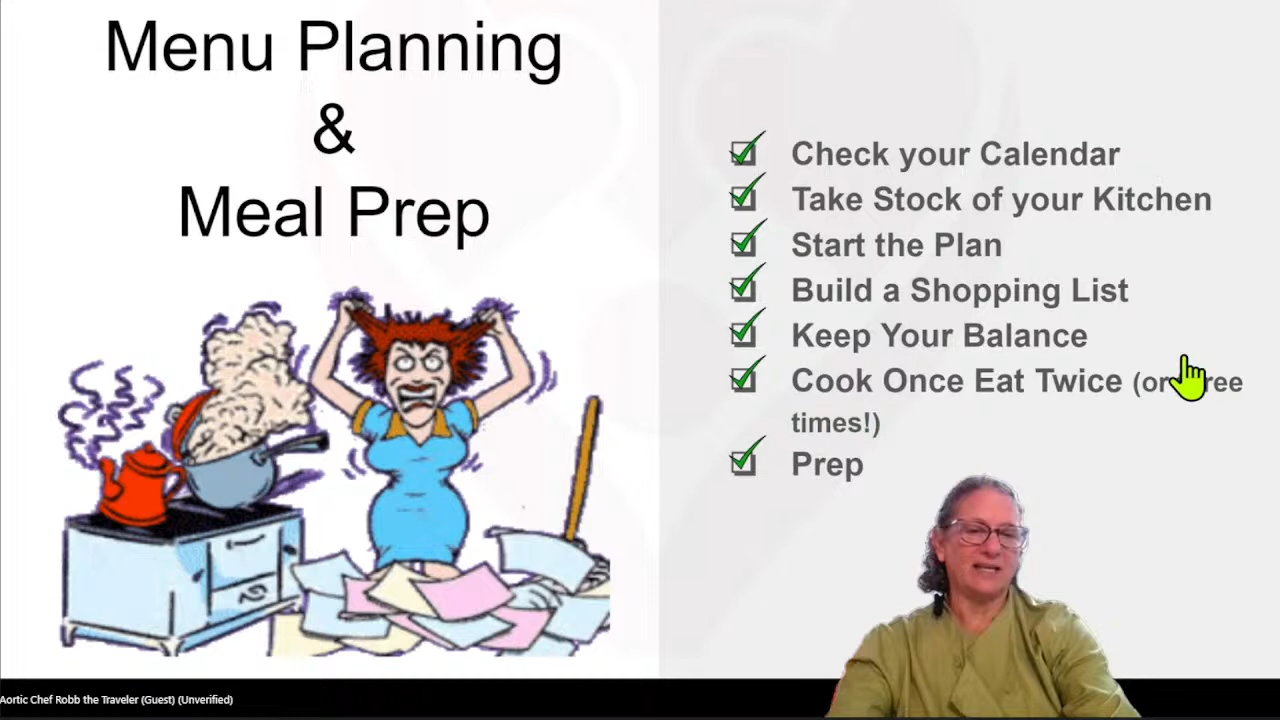 Menu Planning
&
Meal Prep
Check your Calendar
Take Stock of your Kitchen
Start the Plan
Build a Shopping List
Keep Your Balance
Cook Once Eat Twice (or
times!)
Prep
Aortic Chef Robb the Traveler (Guest) (Unverified)